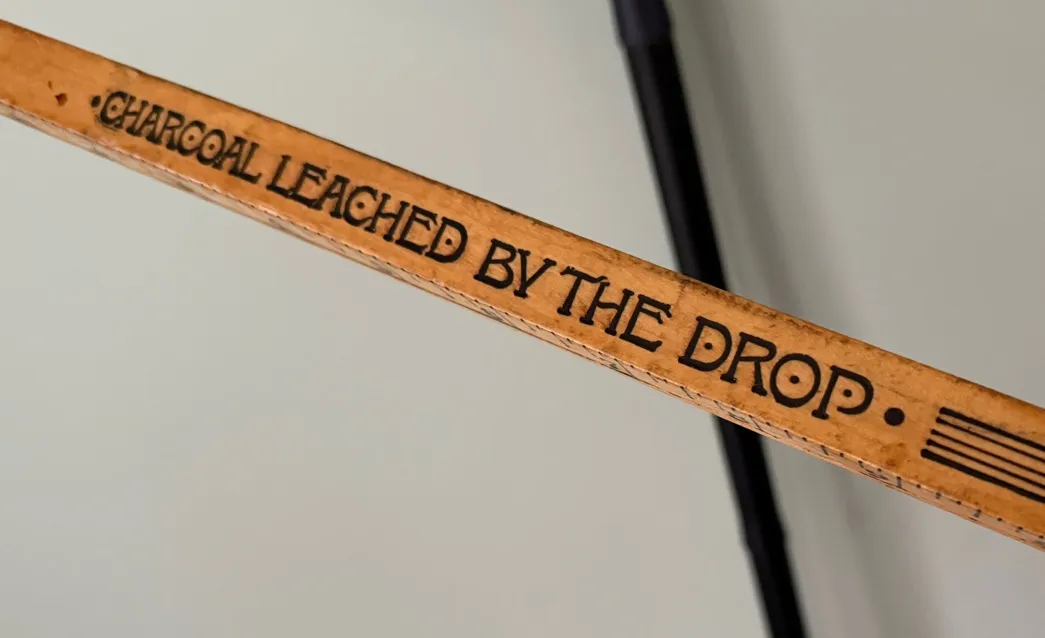 •CHARCOAL LEACHED BY THE DROP•